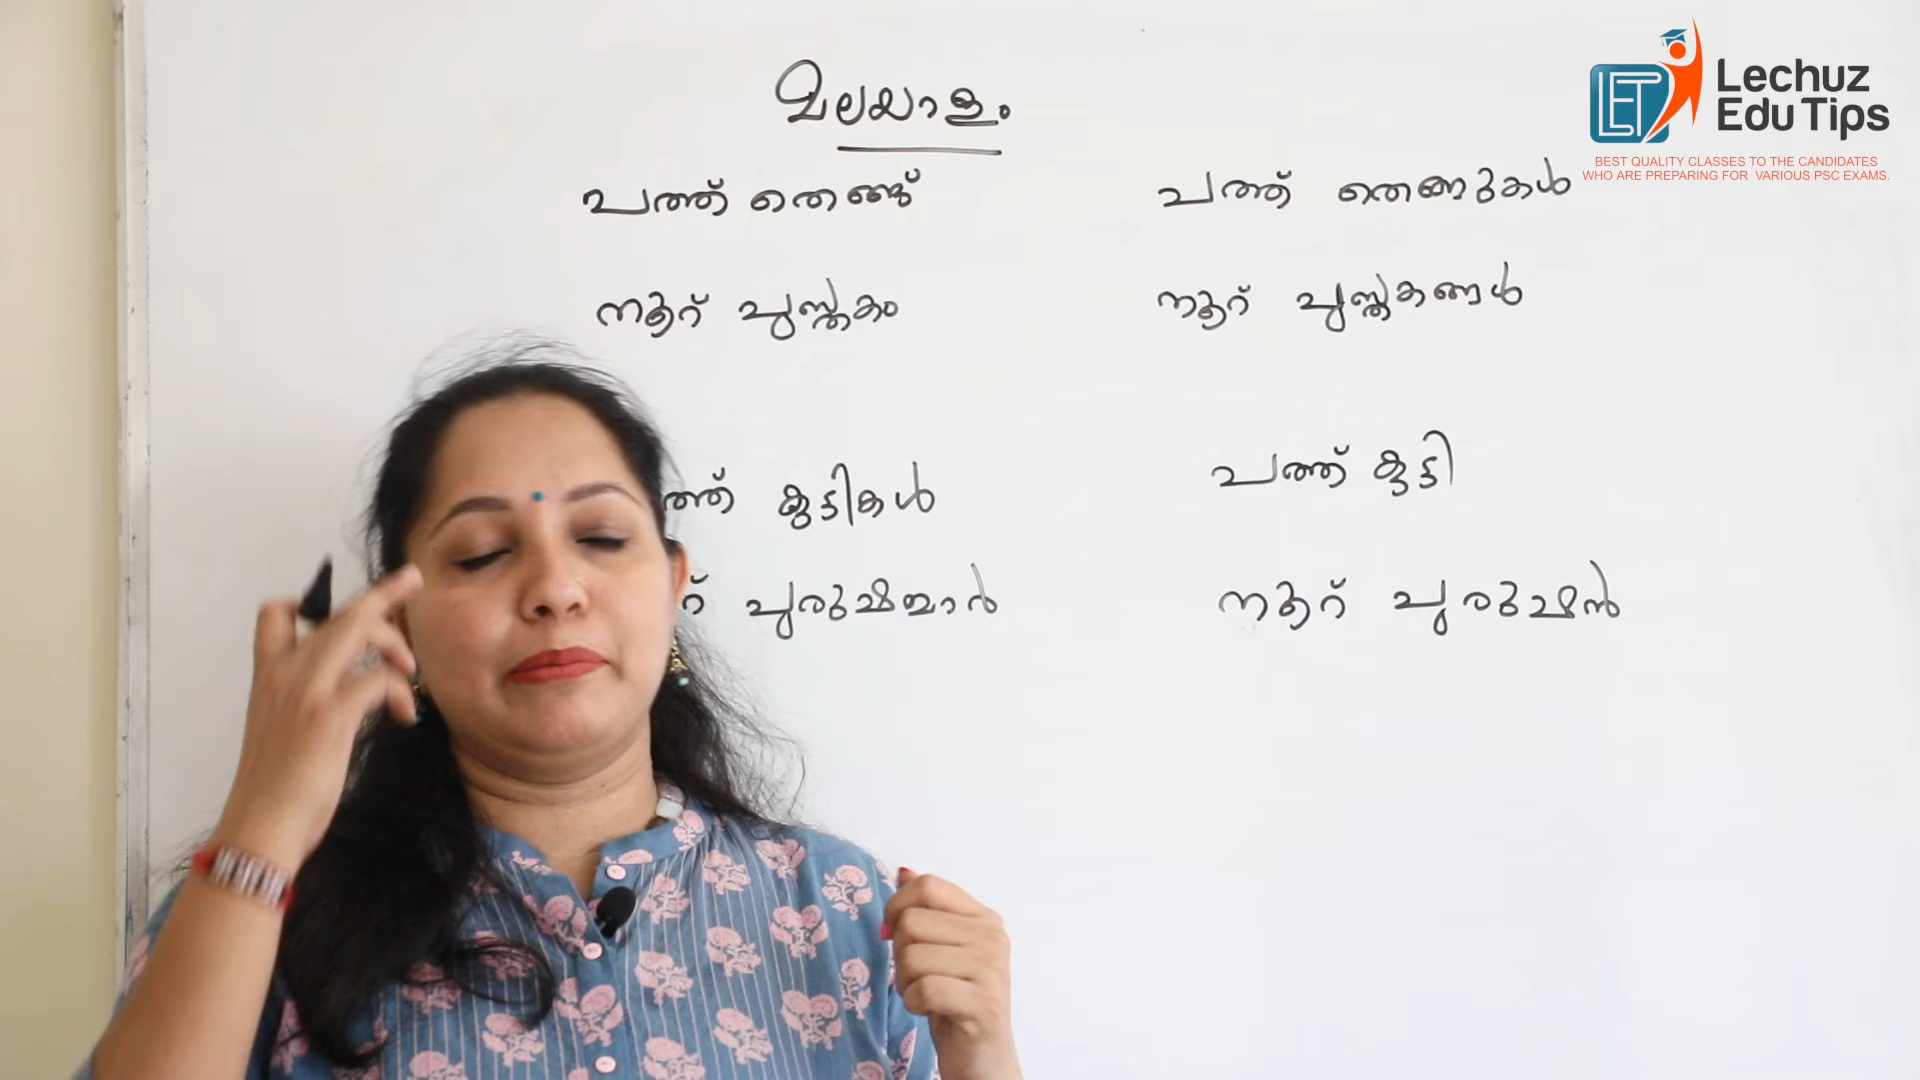 മലയാളം
Lechuz
Edu Tips
BEST QUALITY CLASSES TO THE CANDIDATES
WHO ARE PREPARING FOR VARIOUS PSC EXAMS.
പത്ത് തെങ്ങ് പത്ത് തെങ്ങുകൾ
നൂറ് പുസ്തകം നൂറ് പുസ്തകങ്ങൾ
ത്ത് കുട്ടികൾ പത്ത് കുട്ടി
റ് പുരുഷന്മാർ നൂറ് പുരുഷൻ